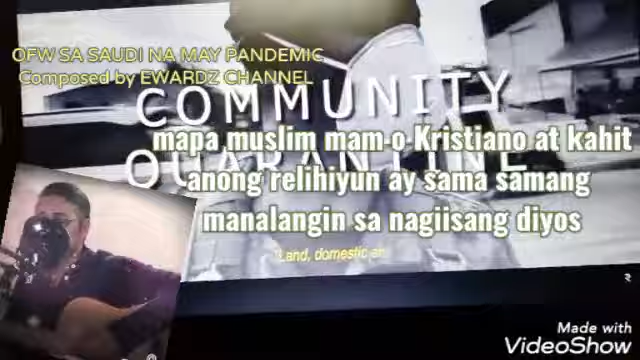 OFW SA SAUDI NA MAY PANDEMIC
Composed by EWARDZ CHANNEL
COMMUNITY
QUARANTINE
mapa muslim mam-o Kristiano at kahit
anong relihiyun ay sama samang
manalangin sa nagiisang diyos
"Land, domestic
Made with
VideoShow